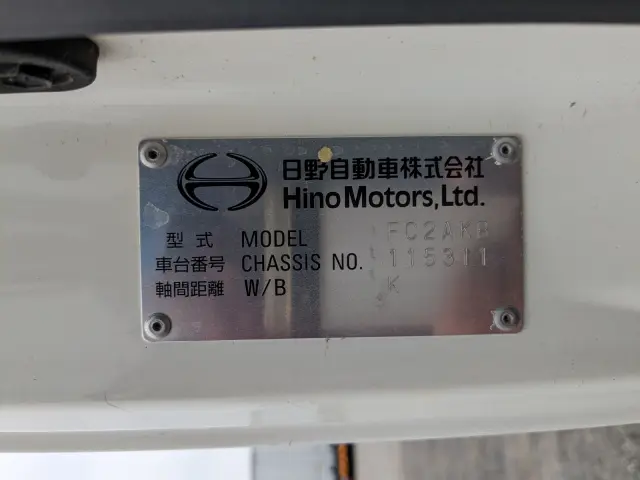 日野自動車株式会社
Hino Motors, Ltd.
型式 MODEL FC2AKB
車台番号 CHASSIS NO. 115311
軸間距離 W/B K